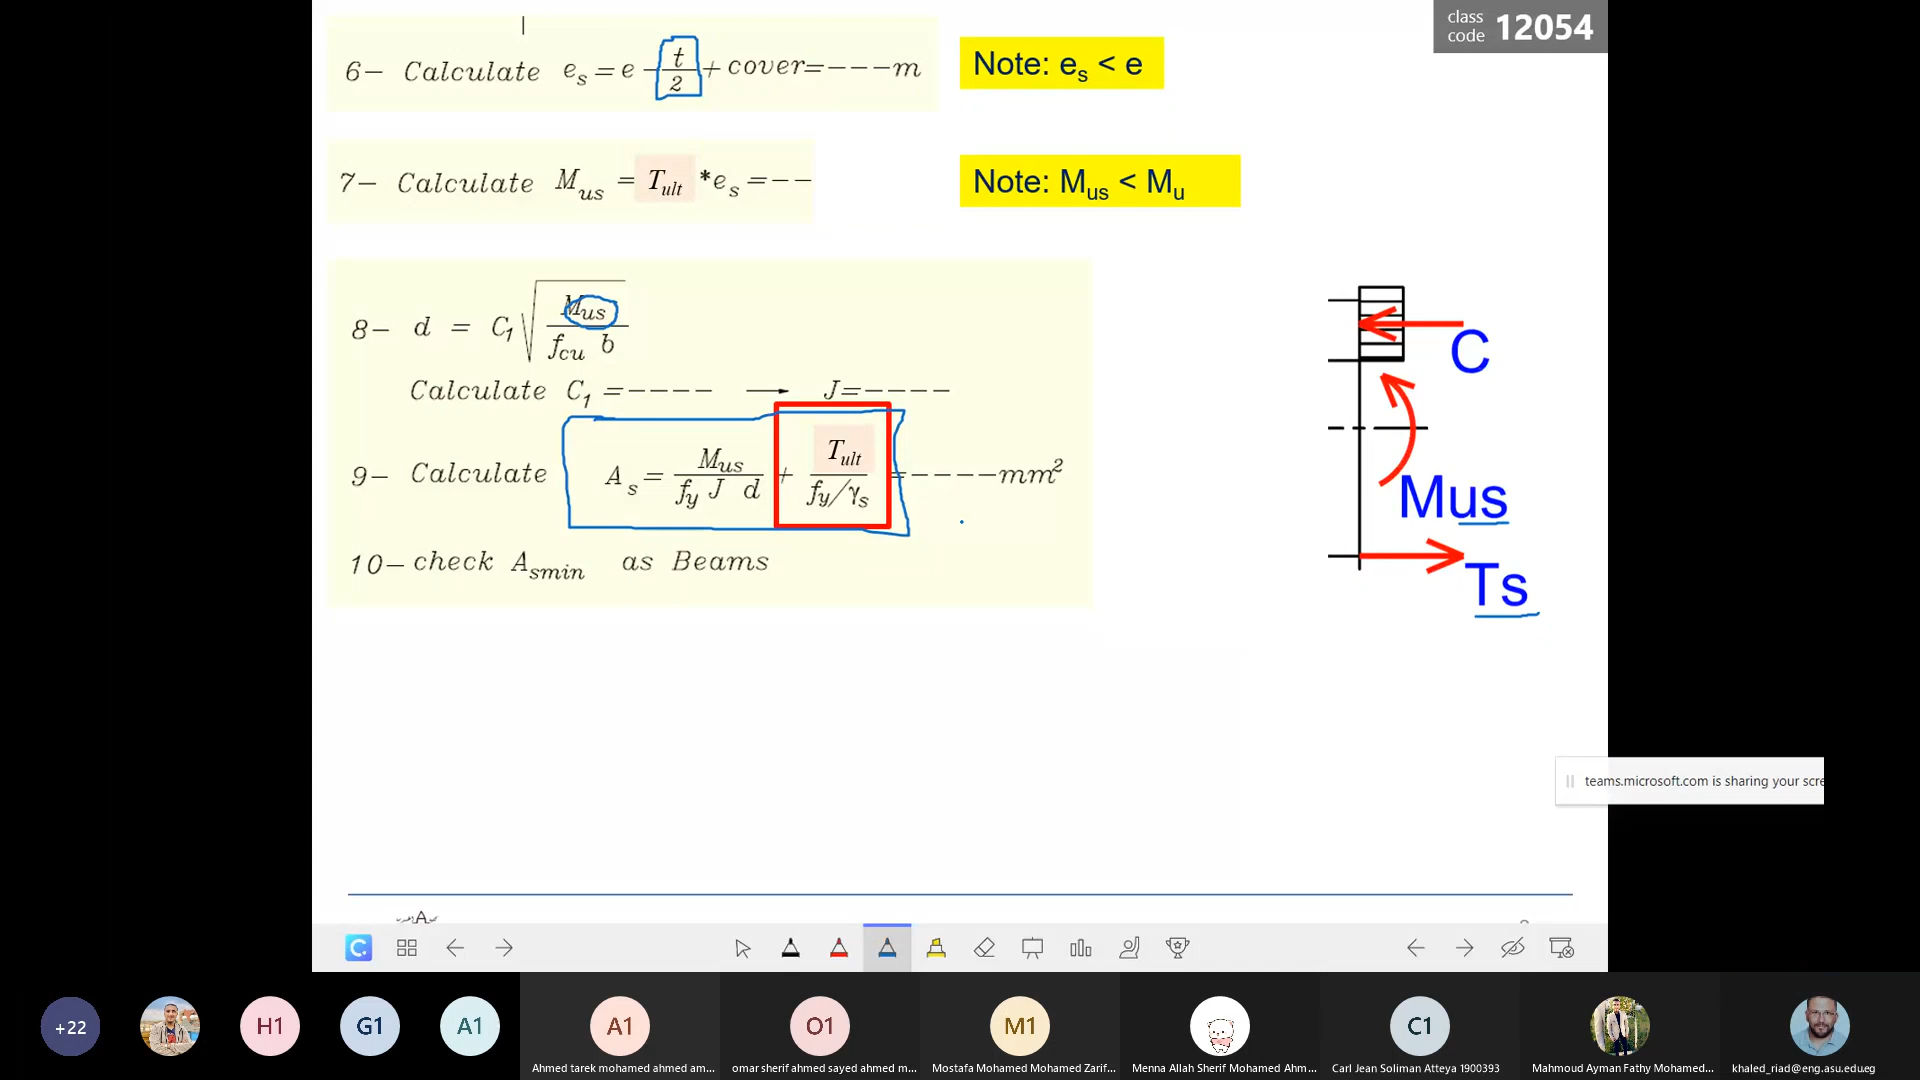 class code 12054
6- Calculate e_s = e - t/2 + cover=---m
Note: e_s < e
7- Calculate M_us = T_ult *e_s =--
Note: M_us < M_u
8- d = C_1 √(M_us / f_cu b)
Calculate C_1 =---- → J=----
9- Calculate A_s = M_us / f_y J d + T_ult / f_y/γ_s =----mm²
10- check A_smin as Beams
C
Mus
Ts
teams.microsoft.com is sharing your scre
+22
H1
G1
A1
A1
O1
M1
C1
Ahmed tarek mohamed ahmed am...
omar sherif ahmed sayed ahmed m...
Mostafa Mohamed Mohamed Zarif...
Menna Allah Sherif Mohamed Ahm...
Carl Jean Soliman Atteya 1900393
Mahmoud Ayman Fathy Mohamed...
khaled_riad@eng.asu.edu.eg